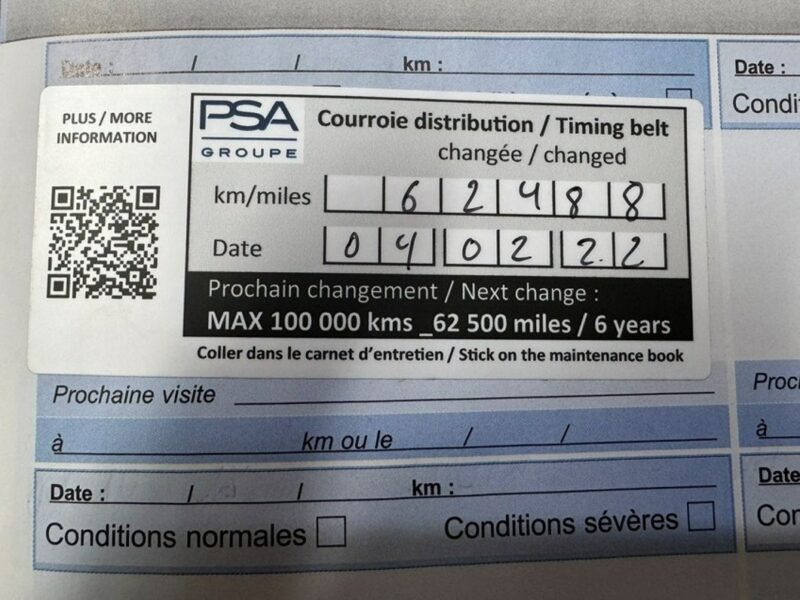 Date : / / km :
PLUS / MORE
INFORMATION
PSA
GROUPE
Courroie distribution / Timing belt
changée / changed
km/miles 6 2 4 8 8
Date 0 4 0 2 2 2
Prochain changement / Next change :
MAX 100 000 kms _62 500 miles / 6 years
Coller dans le carnet d'entretien / Stick on the maintenance book
Prochaine visite
à km ou le / /
Date : / / km :
Conditions normales Conditions sévères
Date :
Condi
Proc
à
Date
Cor